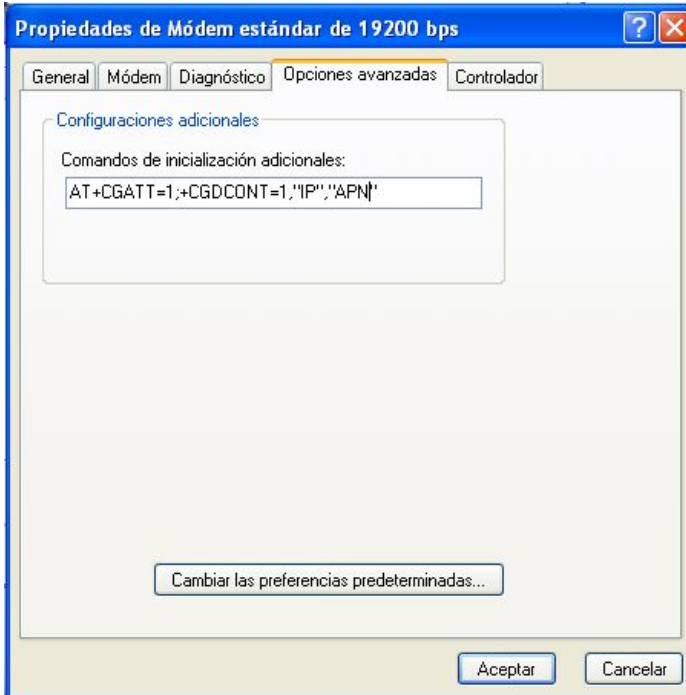 Propiedades de Módem estándar de 19200 bps
General Módem Diagnóstico Opciones avanzadas Controlador
Configuraciones adicionales
Comandos de inicialización adicionales:
AT+CGATT=1;+CGDCONT=1,"IP","APN"
Cambiar las preferencias predeterminadas...
Aceptar Cancelar